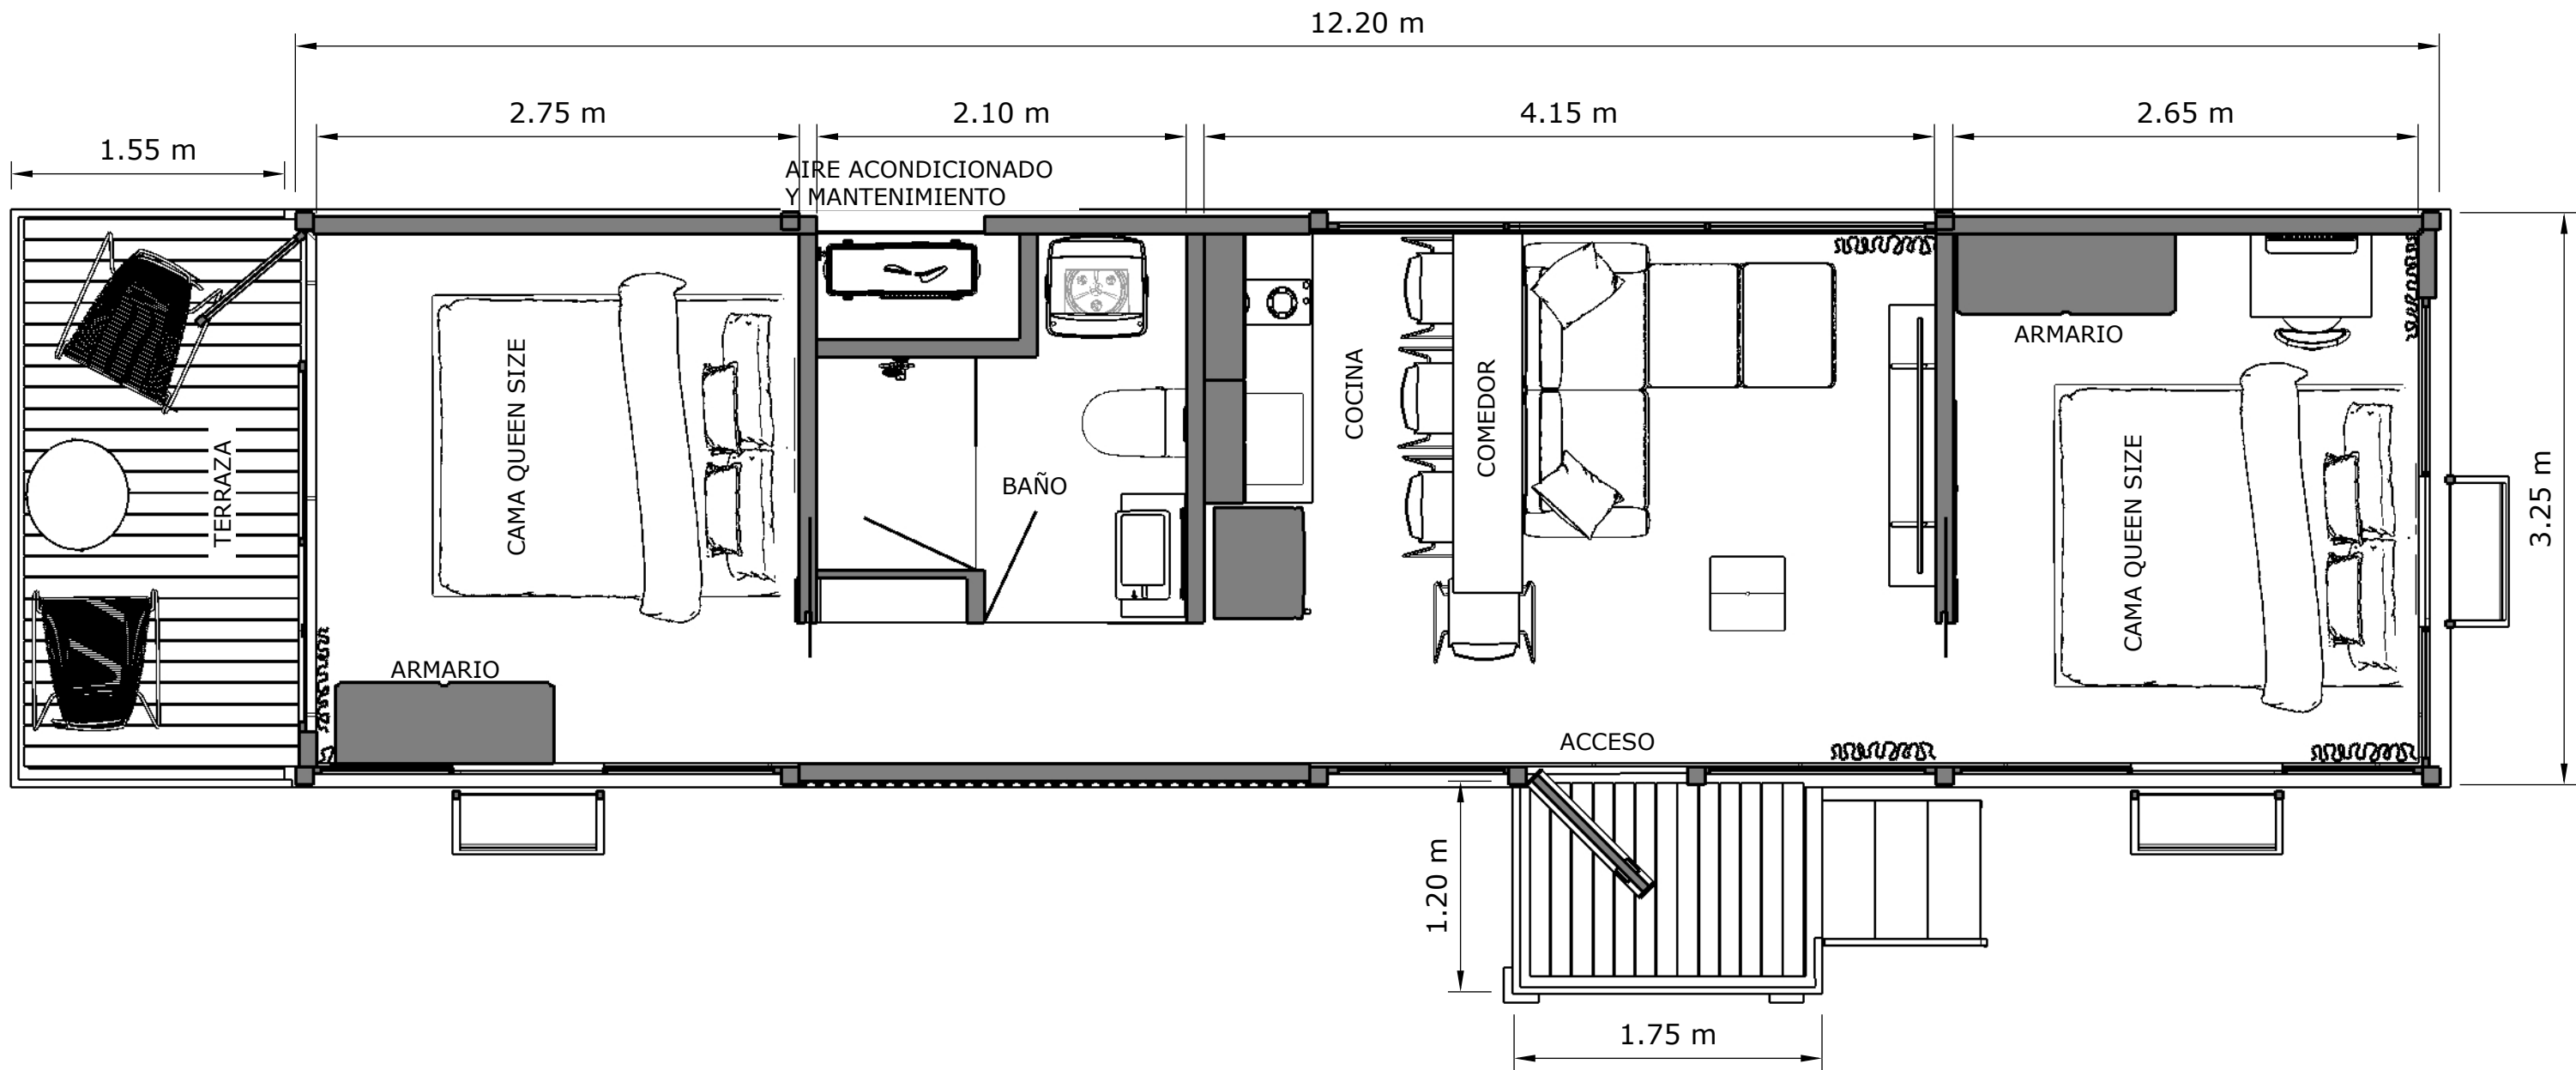 12.20 m
2.75 m
2.10 m
4.15 m
2.65 m
1.55 m
AIRE ACONDICIONADO
Y MANTENIMIENTO
TERRAZA
CAMA QUEEN SIZE
ARMARIO
BAÑO
COCINA
COMEDOR
ARMARIO
CAMA QUEEN SIZE
3.25 m
ACCESO
1.20 m
1.75 m